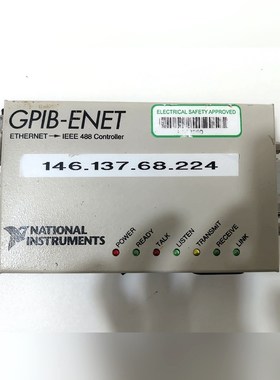 GPIB-ENET
ETHERNET → IEEE 488 Controller
ELECTRICAL SAFETY APPROVED
146.137.68.224
NATIONAL
INSTRUMENTS
POWER
READY
TALK
LISTEN
TRANSMIT
RECEIVE
LINK